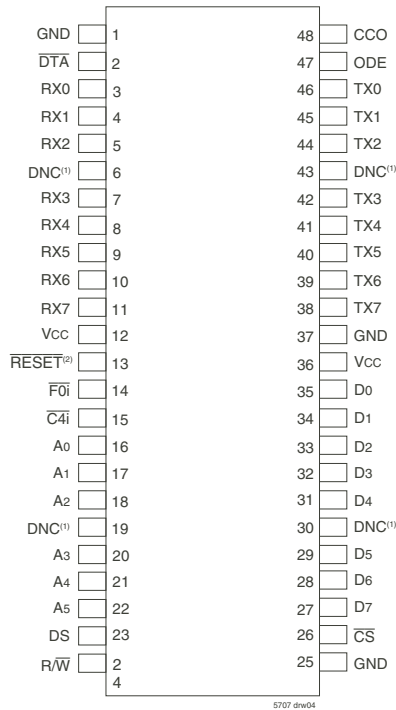 GND 1 48 CCO
D̅T̅A̅ 2 47 ODE
RX0 3 46 TX0
RX1 4 45 TX1
RX2 5 44 TX2
DNC(1) 6 43 DNC(1)
RX3 7 42 TX3
RX4 8 41 TX4
RX5 9 40 TX5
RX6 10 39 TX6
RX7 11 38 TX7
VCC 12 37 GND
R̅E̅S̅E̅T̅(2) 13 36 VCC
F̅0̅i̅ 14 35 D0
C̅4̅i̅ 15 34 D1
A0 16 33 D2
A1 17 32 D3
A2 18 31 D4
DNC(1) 19 30 DNC(1)
A3 20 29 D5
A4 21 28 D6
A5 22 27 D7
DS 23 26 C̅S̅
R/W̅ 2 25 GND
4
5707 drw04